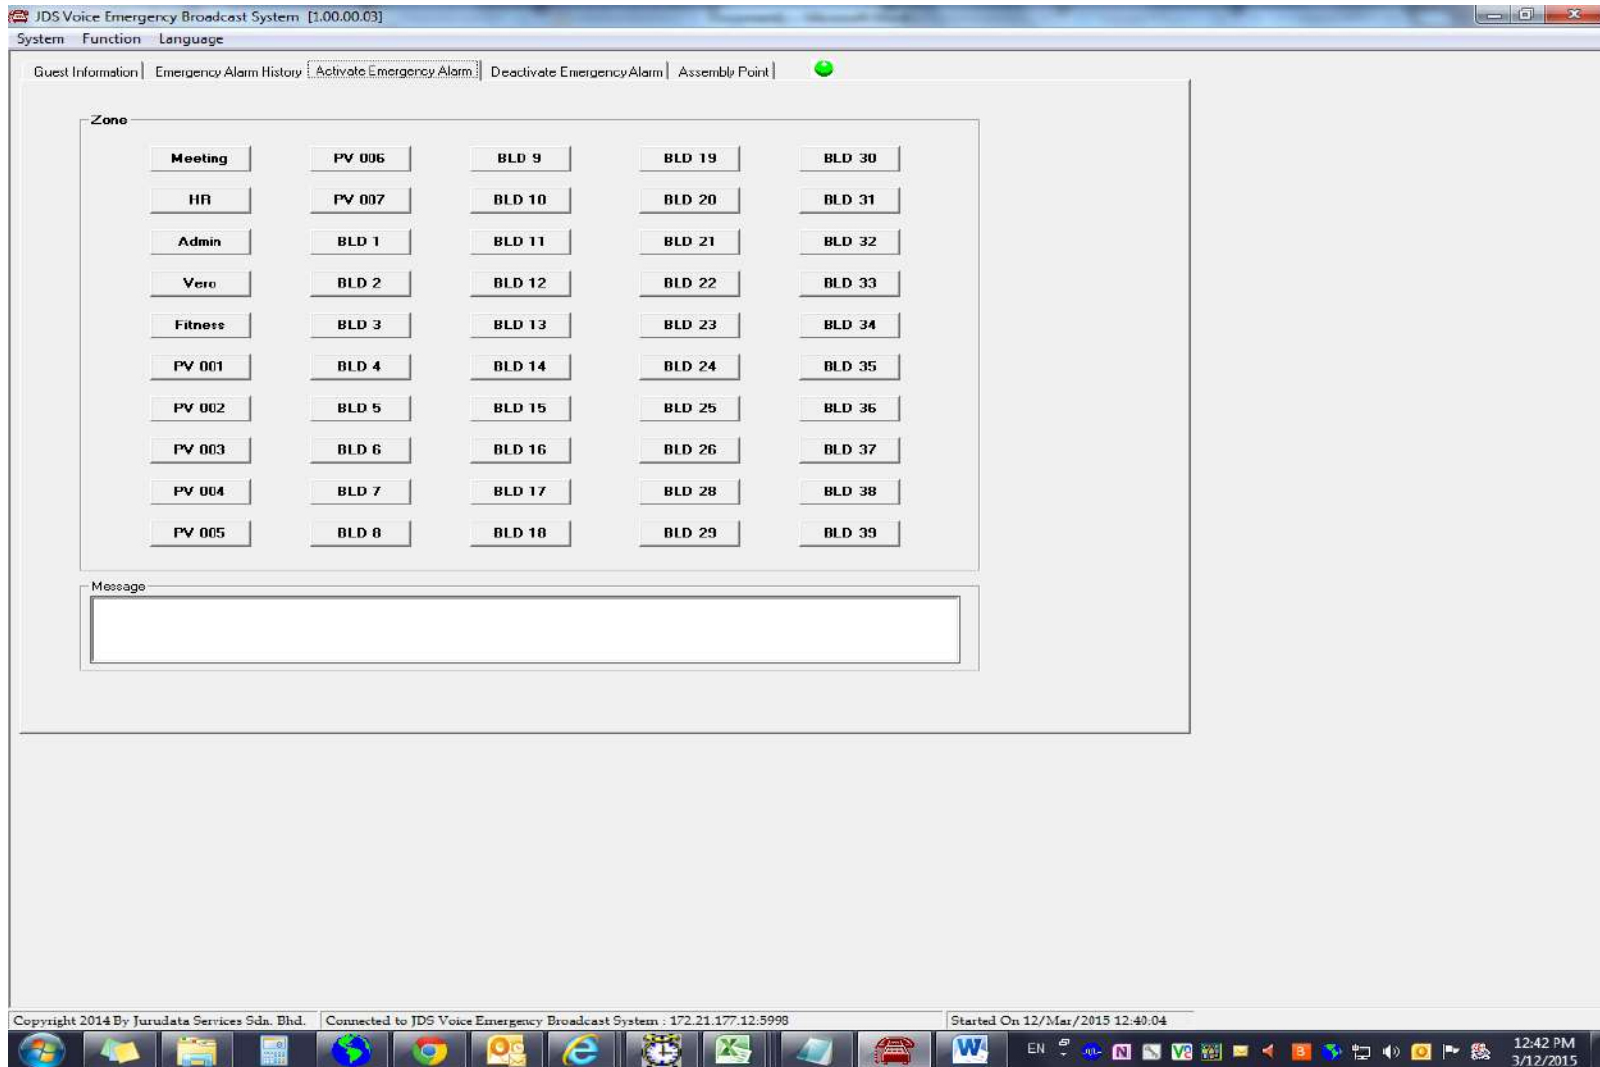 JDS Voice Emergency Broadcast System [1.00.00.03]
System Function Language
Guest Information Emergency Alarm History Activate Emergency Alarm Deactivate Emergency Alarm Assembly Point
Zone
Meeting PV 006 BLD 9 BLD 19 BLD 30
HR PV 007 BLD 10 BLD 20 BLD 31
Admin BLD 1 BLD 11 BLD 21 BLD 32
Vero BLD 2 BLD 12 BLD 22 BLD 33
Fitness BLD 3 BLD 13 BLD 23 BLD 34
PV 001 BLD 4 BLD 14 BLD 24 BLD 35
PV 002 BLD 5 BLD 15 BLD 25 BLD 36
PV 003 BLD 6 BLD 16 BLD 26 BLD 37
PV 004 BLD 7 BLD 17 BLD 28 BLD 38
PV 005 BLD 8 BLD 18 BLD 29 BLD 39
Message
Copyright 2014 By Jurudata Services Sdn. Bhd. Connected to JDS Voice Emergency Broadcast System : 172.21.177.12:5998 Started On 12/Mar/2015 12:40:04
EN 12:42 PM
3/12/2015